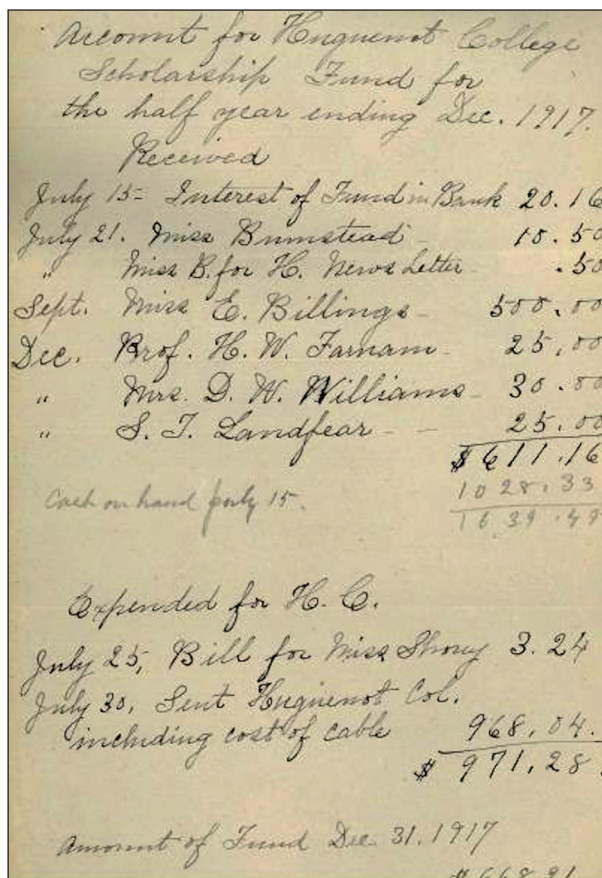 Account for Huguenot College
Scholarship Fund for
the half year ending Dec. 1917.
Received
July 15 = Interest of Fund in Bank 20.16
July 21. Miss Bumstead - 10.50
" Miss B. for H. News Letter - .50
Sept. Miss E. Billings - 500.00
Dec. Prof. H. W. Farnam - 25,00
" Mrs. D. W. Williams - 30.00
" S. J. Landfear - - 25.00
$611.16
Cash on hand July 15. 1028.33
1639.49
Expended for H. C.
July 25, Bill for Miss 3.24
July 30, Sent Huguenot Col.
including cost of cable 968,04.
$971,28.
Amount of Fund Dec. 31. 1917
$668.21